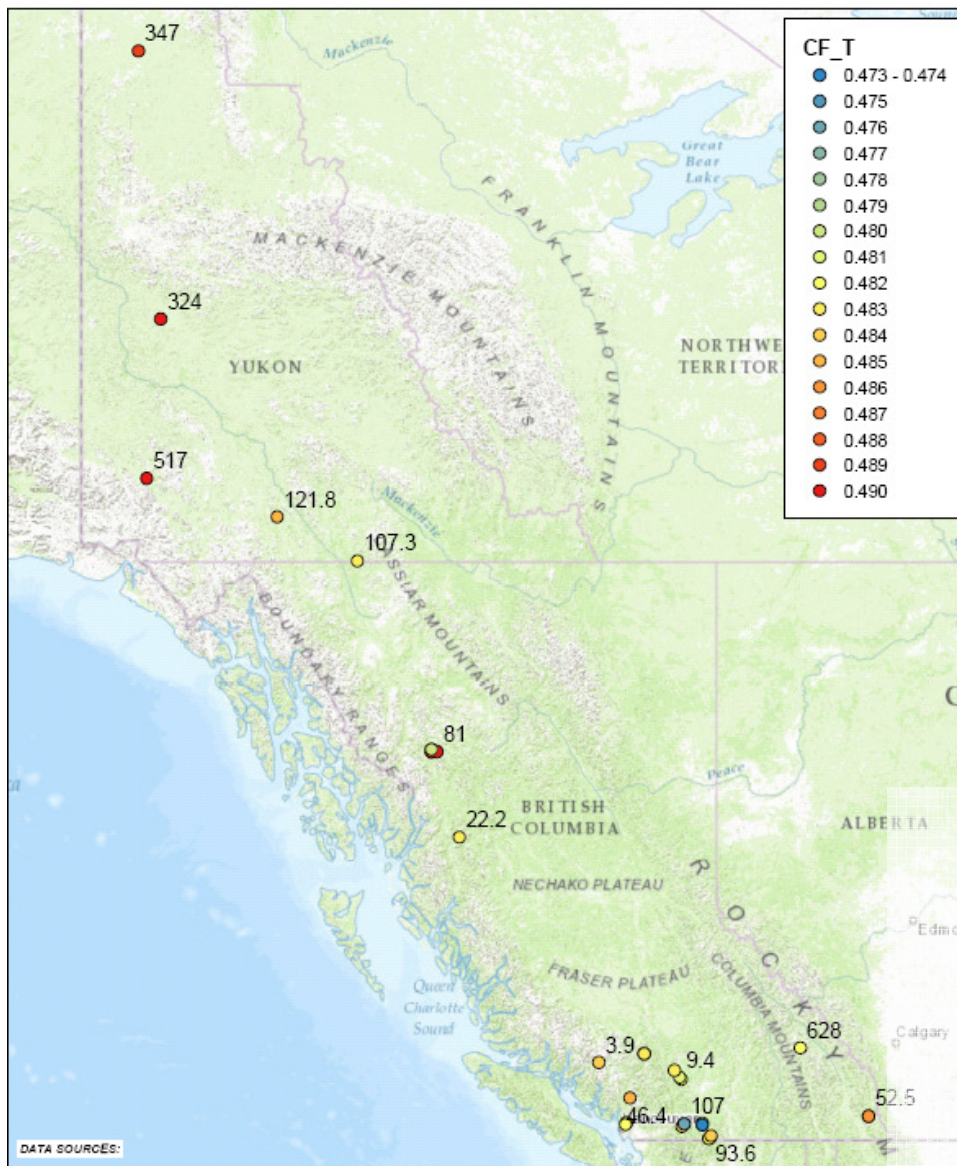 347
Mackenzie
CF_T
0.473 - 0.474
0.475
0.476
0.477
0.478
0.479
0.480
0.481
0.482
0.483
0.484
0.485
0.486
0.487
0.488
0.489
0.490
Great
Bear
Lake
FRANKLIN MOUNTAINS
MACKENZIE MOUNTAINS
324
YUKON
NORTHWE
TERRITOR
517
121.8
Mackenzie
107.3
CASSIAR MOUNTAINS
BOUNDARY RANGES
81
Peace
22.2
BRITISH
COLUMBIA
ALBERTA
NECHAKO PLATEAU
ROCKY M
Edmo
FRASER PLATEAU
COLUMBIA MOUNTAINS
Queen
Charlotte
Sound
628
Calgary
3.9
9.4
52.5
46.4
107
93.6
DATA SOURCES: